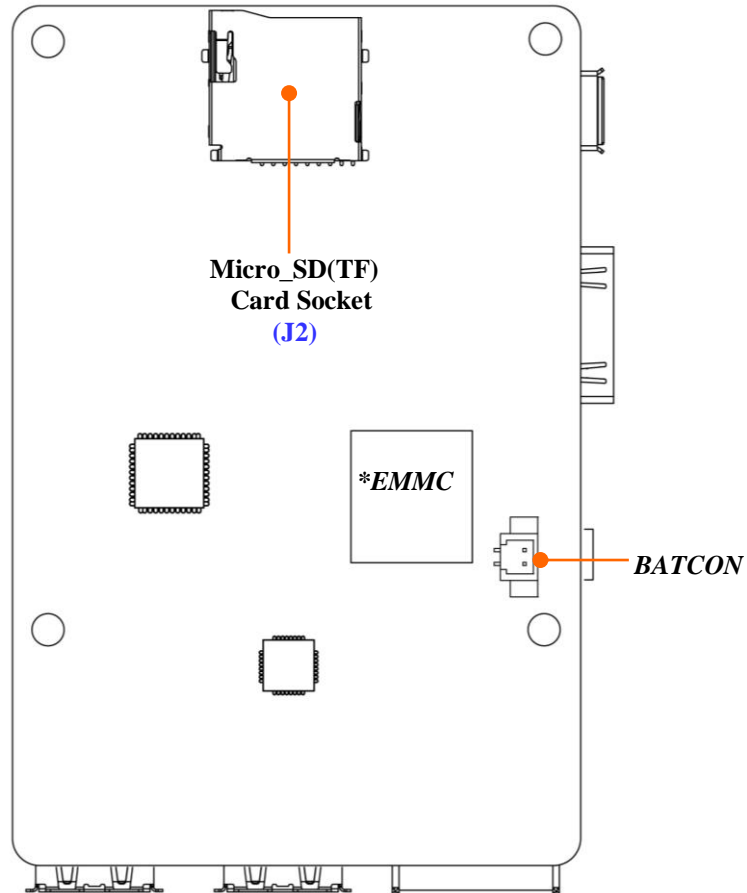 Micro_SD(TF)
Card Socket
(J2)
*EMMC
BATCON